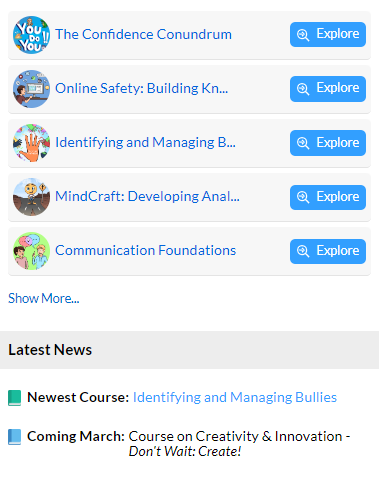 YOU DO YOU!!
The Confidence Conundrum
Explore
Online Safety: Building Kn...
Explore
Identifying and Managing B...
Explore
MindCraft: Developing Anal...
Explore
Communication Foundations
Explore
Show More...
Latest News
Newest Course: Identifying and Managing Bullies
Coming March: Course on Creativity & Innovation -
Don't Wait: Create!